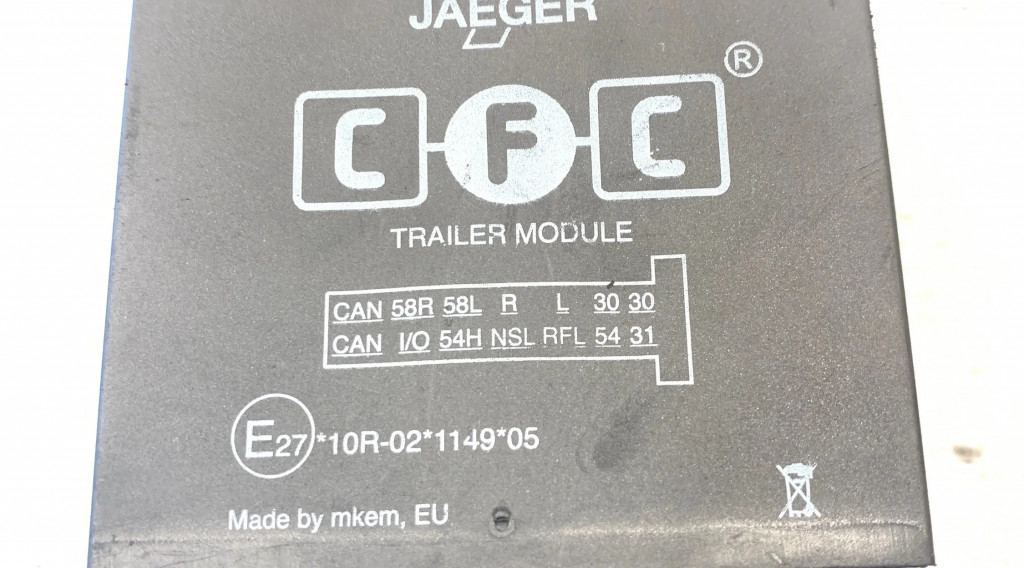 JAEGER
CFC®
TRAILER MODULE
CAN 58R 58L R L 30 30
CAN I/O 54H NSL RFL 54 31
E27*10R-02*1149*05
Made by mkem, EU